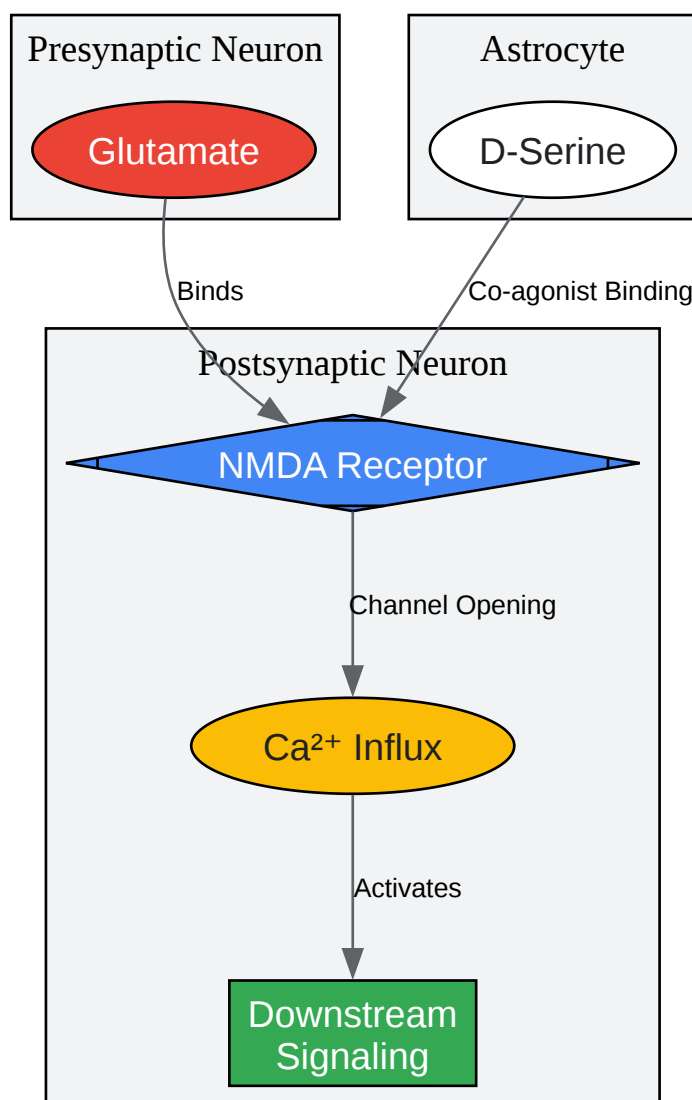 Presynaptic Neuron
Astrocyte
Glutamate
D-Serine
Binds
Co-agonist Binding
Postsynaptic Neuron
NMDA Receptor
Channel Opening
Ca²⁺ Influx
Activates
Downstream
Signaling